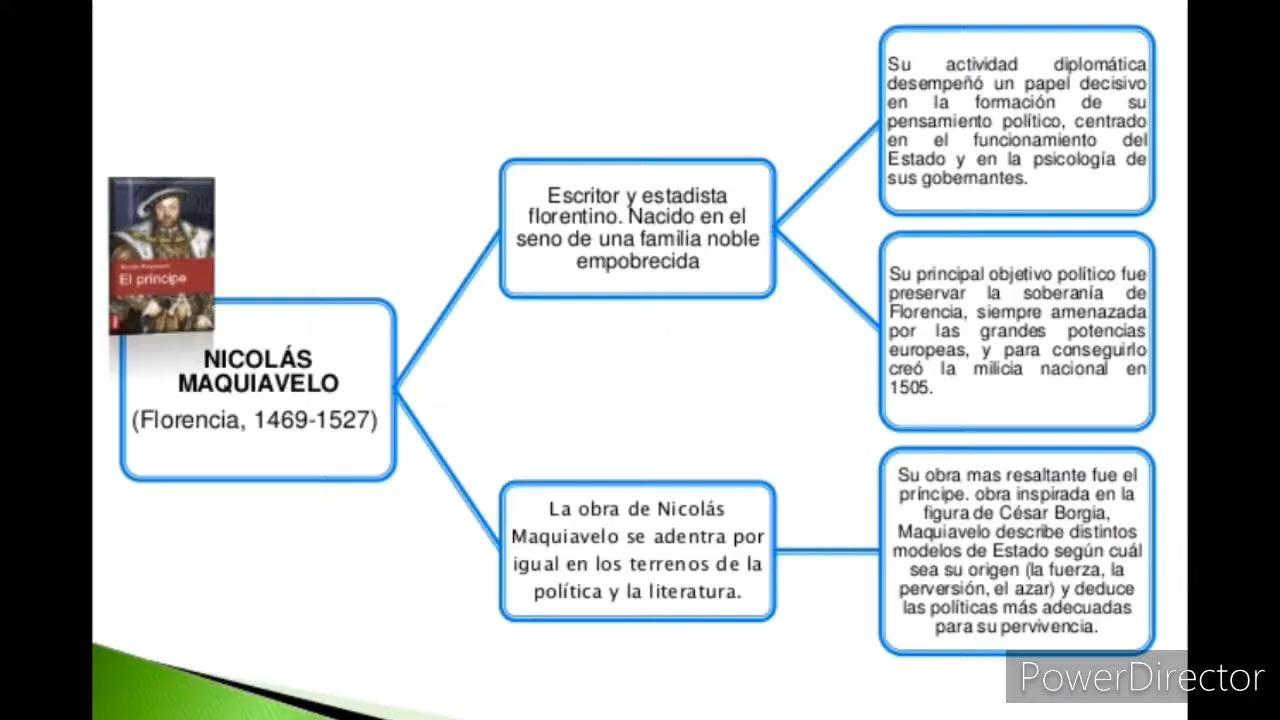 Nicolás Maquiavelo
El príncipe
NICOLÁS
MAQUIAVELO
(Florencia, 1469-1527)
Escritor y estadista
florentino. Nacido en el
seno de una familia noble
empobrecida
Su actividad diplomática
desempeñó un papel decisivo
en la formación de su
pensamiento político, centrado
en el funcionamiento del
Estado y en la psicología de
sus gobernantes.
Su principal objetivo político fue
preservar la soberanía de
Florencia, siempre amenazada
por las grandes potencias
europeas, y para conseguirlo
creó la milicia nacional en
1505.
La obra de Nicolás
Maquiavelo se adentra por
igual en los terrenos de la
política y la literatura.
Su obra mas resaltante fue el
príncipe. obra inspirada en la
figura de César Borgia,
Maquiavelo describe distintos
modelos de Estado según cuál
sea su origen (la fuerza, la
perversión, el azar) y deduce
las políticas más adecuadas
para su pervivencia.
PowerDirector